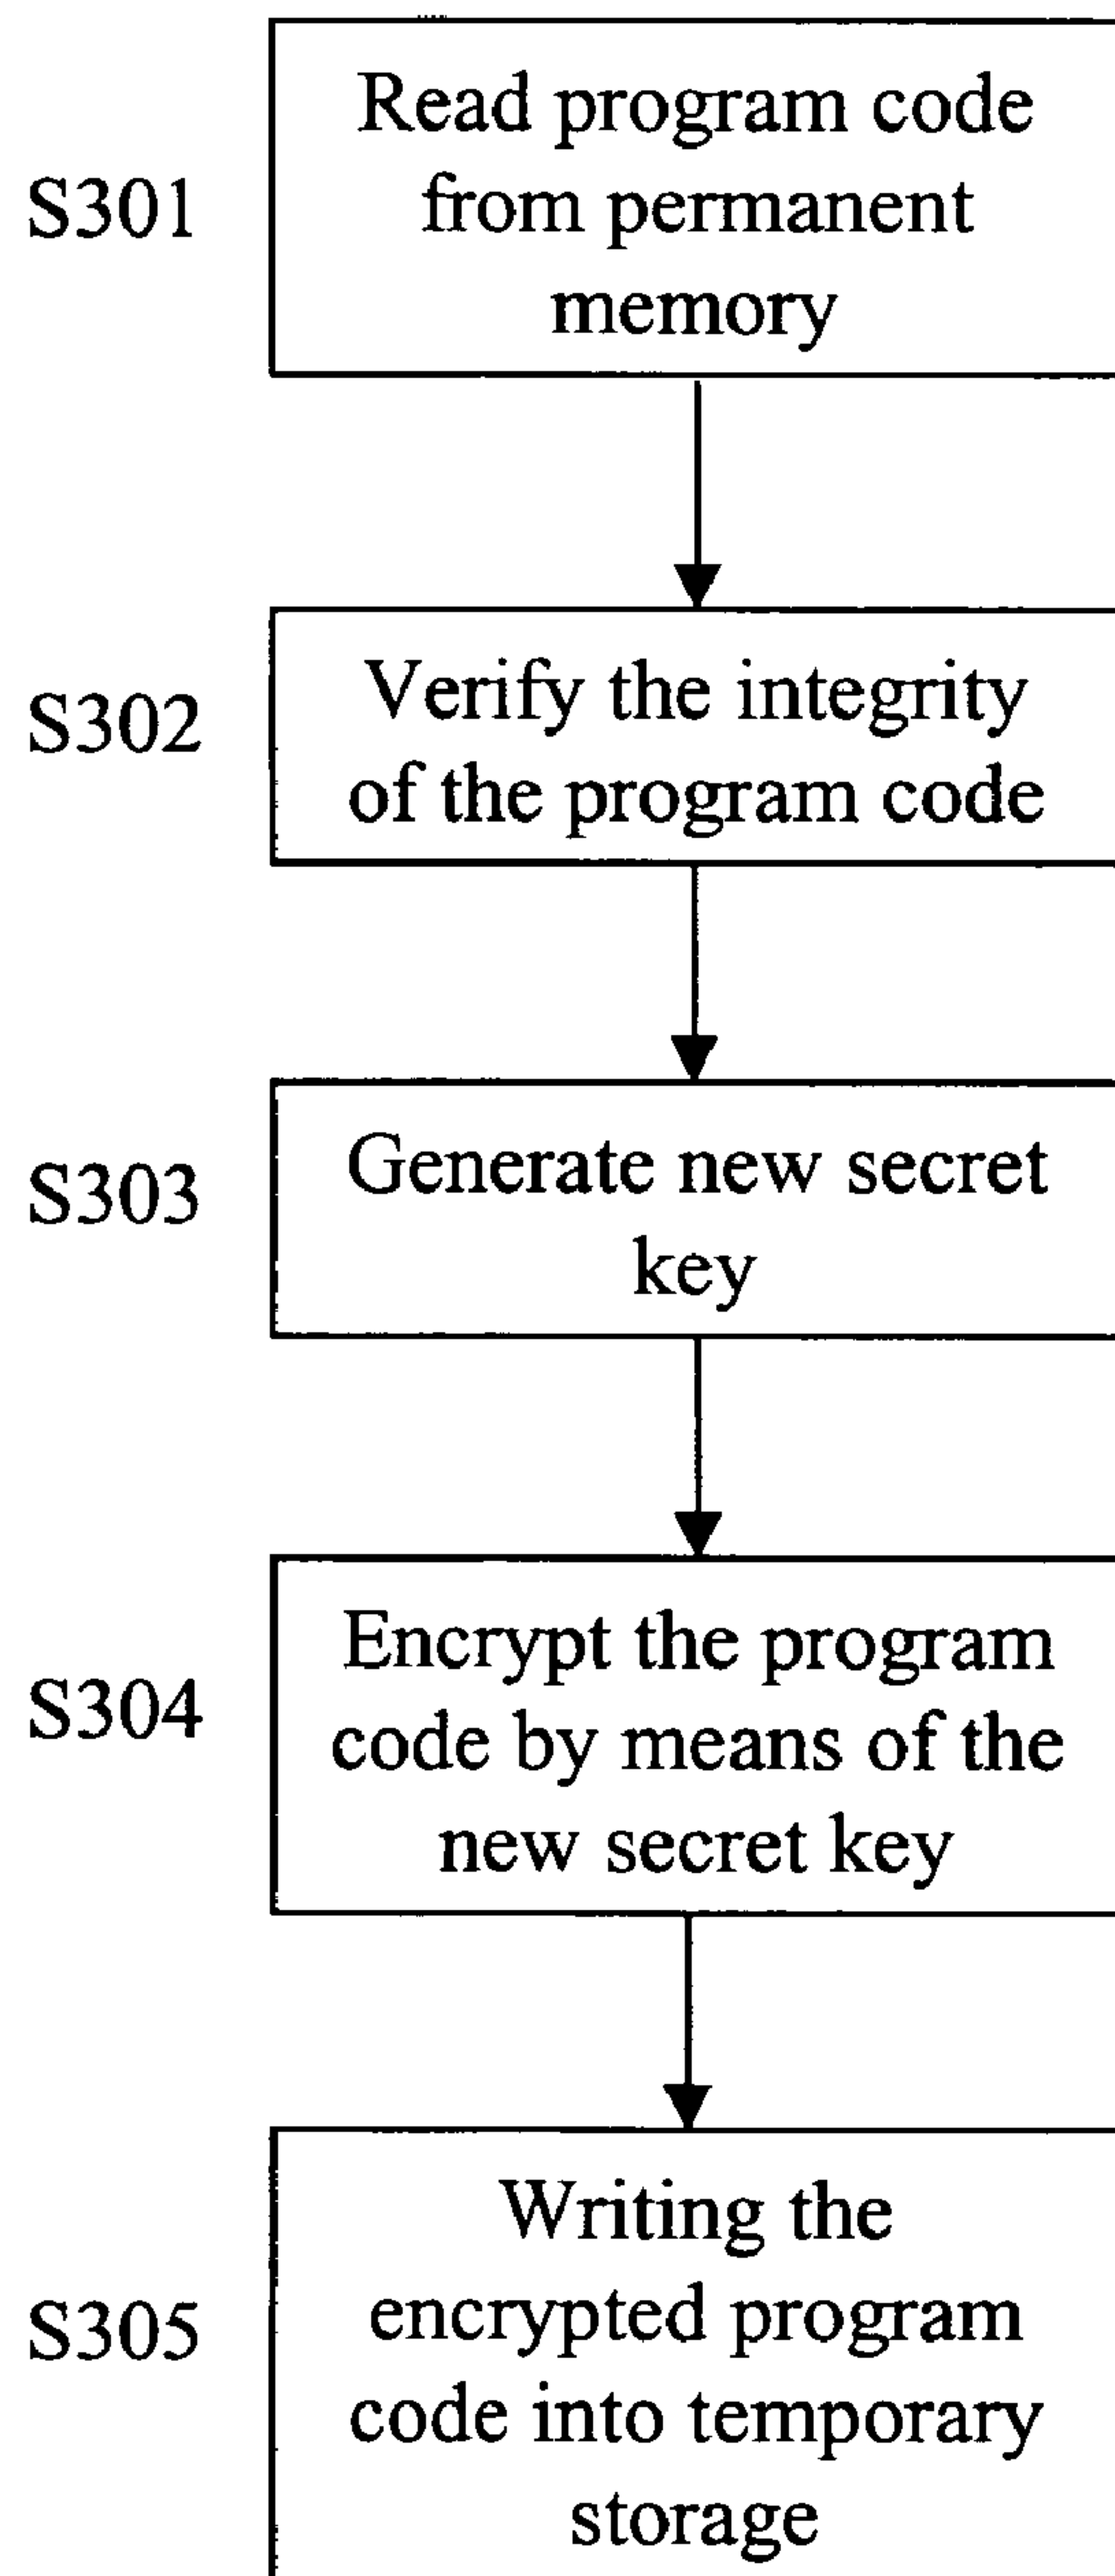 Read program code
S301
from permanent
memory
Verify the integrity
S302
of the program code
Generate new secret
S303
key
Encrypt the program
S304
code by means of the
new secret key
Writing the
encrypted program
S305
code into temporary
storage